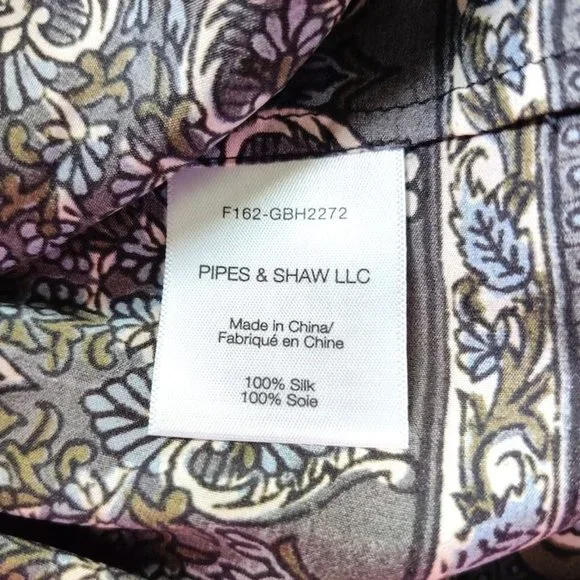 F162-GBH2272
PIPES & SHAW LLC
Made in China/
Fabriqué en Chine
100% Silk
100% Soie